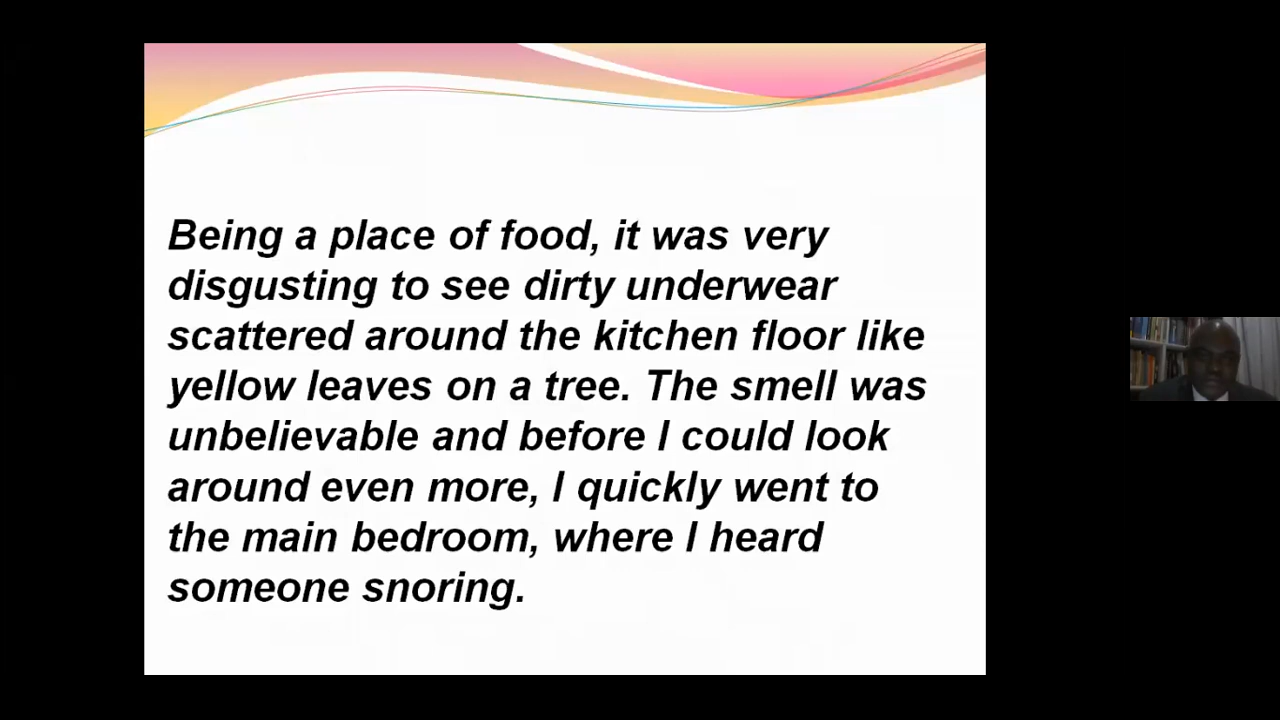 Being a place of food, it was very
disgusting to see dirty underwear
scattered around the kitchen floor like
yellow leaves on a tree. The smell was
unbelievable and before I could look
around even more, I quickly went to
the main bedroom, where I heard
someone snoring.